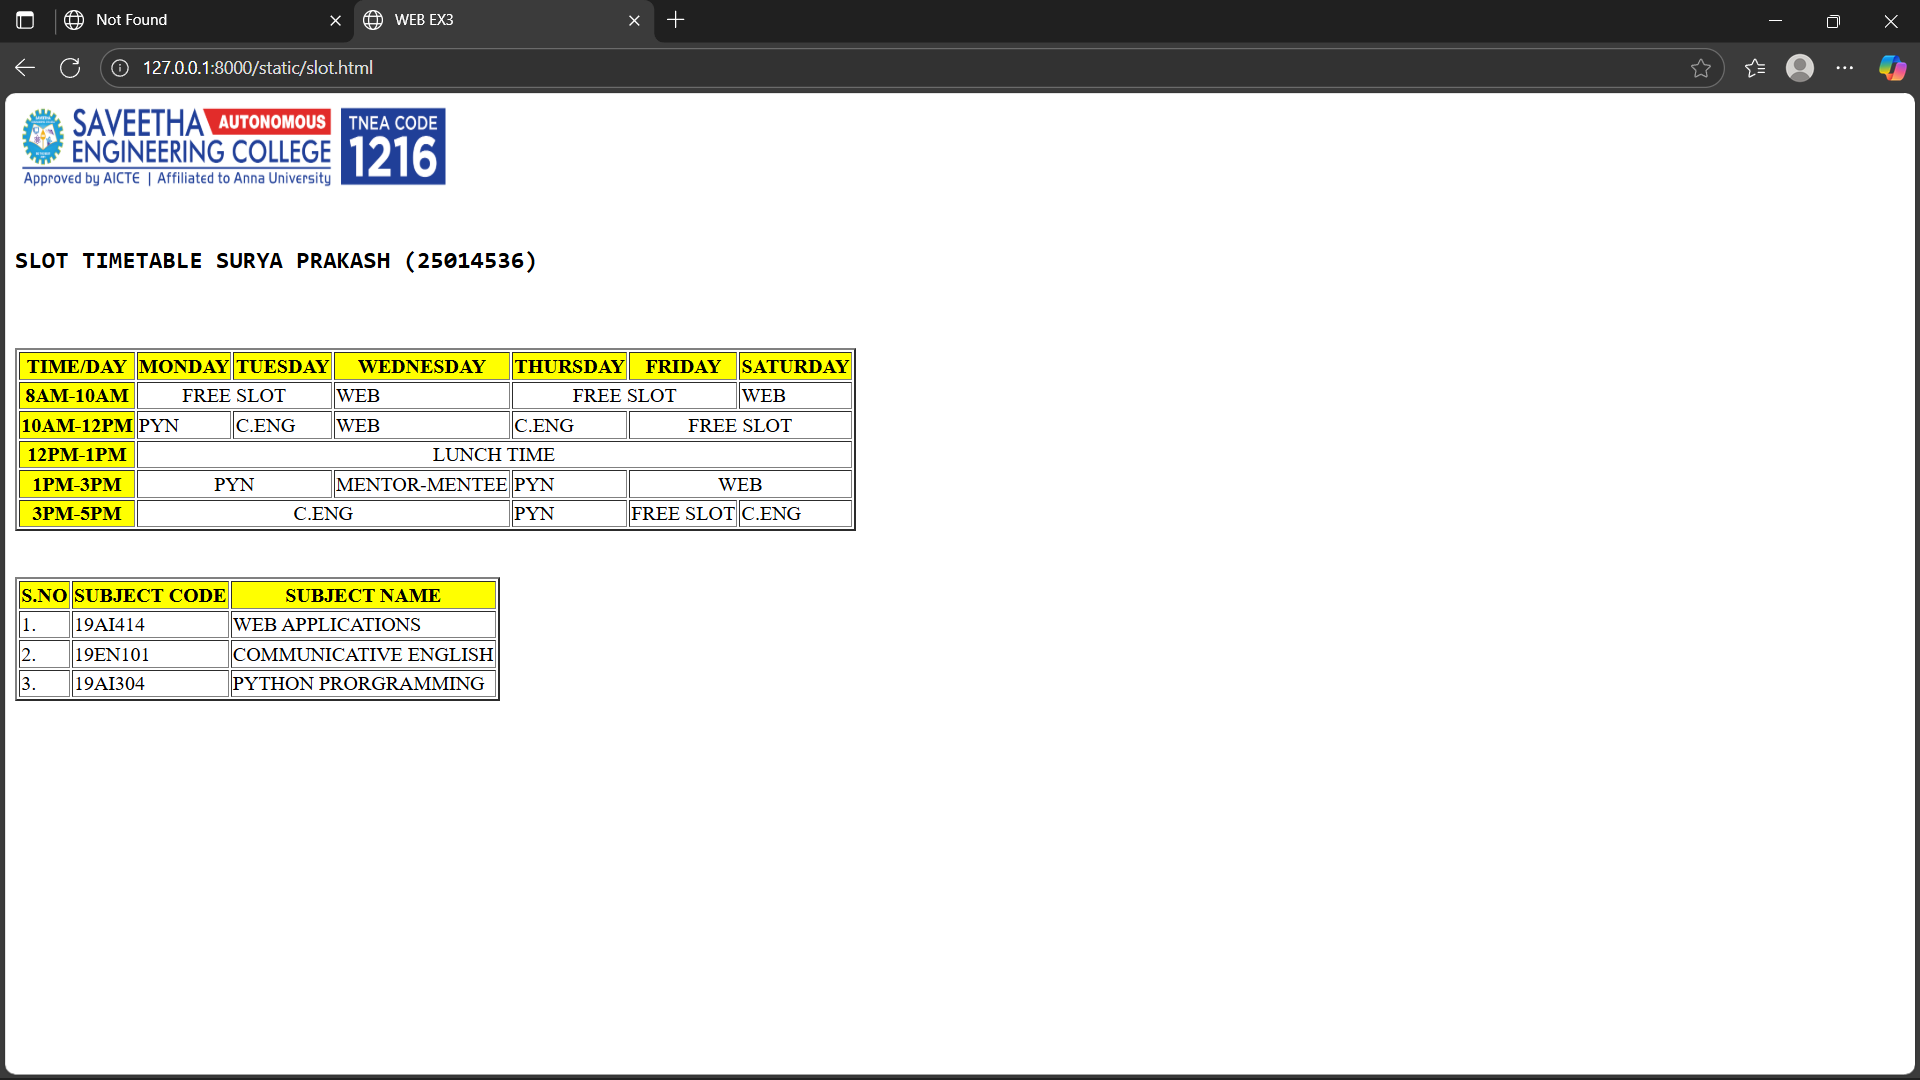 Not Found
WEB EX3
127.0.0.1:8000/static/slot.html
SAVEETHA AUTONOMOUS
ENGINEERING COLLEGE
Approved by AICTE | Affiliated to Anna University
TNEA CODE
1216
SLOT TIMETABLE SURYA PRAKASH (25014536)
TIME/DAY MONDAY TUESDAY WEDNESDAY THURSDAY FRIDAY SATURDAY
8AM-10AM FREE SLOT WEB FREE SLOT WEB
10AM-12PM PYN C.ENG WEB C.ENG FREE SLOT
12PM-1PM LUNCH TIME
1PM-3PM PYN MENTOR-MENTEE PYN WEB
3PM-5PM C.ENG PYN FREE SLOT C.ENG
S.NO SUBJECT CODE SUBJECT NAME
1. 19AI414 WEB APPLICATIONS
2. 19EN101 COMMUNICATIVE ENGLISH
3. 19AI304 PYTHON PRORGRAMMING